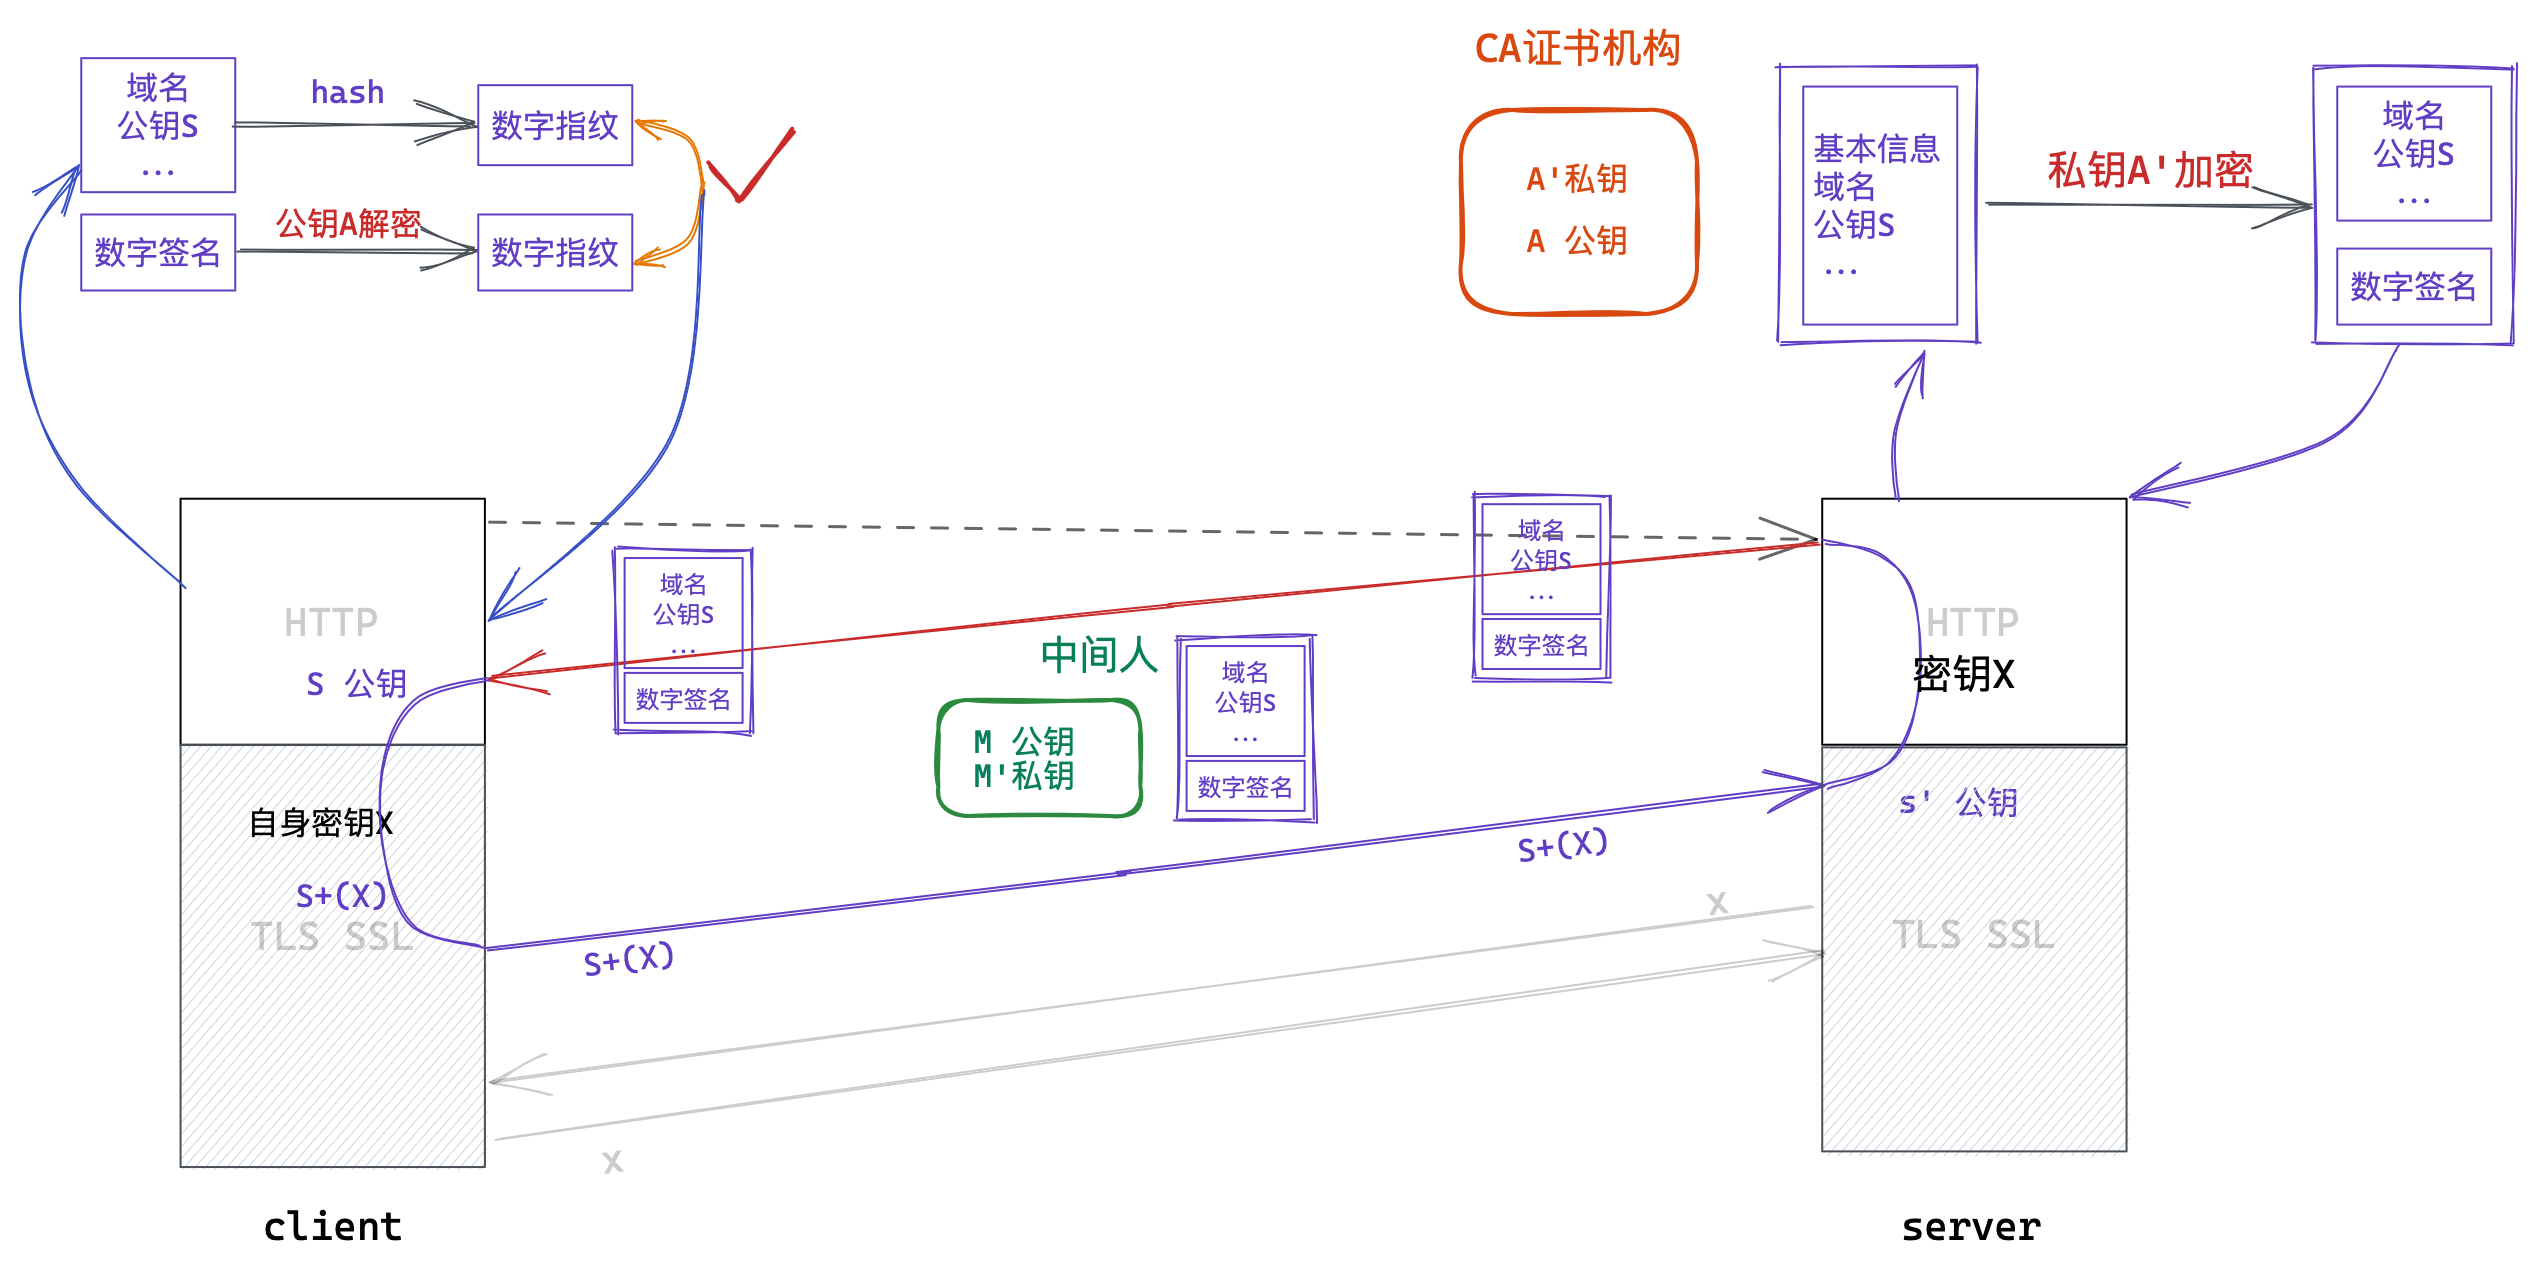 CA证书机构
域名
公钥S
...
hash
数字指纹
数字签名
公钥A解密
数字指纹
A'私钥
A 公钥
基本信息
域名
公钥S
...
私钥A'加密
域名
公钥S
...
数字签名
HTTP
S 公钥
自身密钥X
S+(X)
TLS SSL
client
域名
公钥S
...
数字签名
中间人
M 公钥
M'私钥
域名
公钥S
...
数字签名
域名
公钥S
...
数字签名
S+(X)
S+(X)
X
X
HTTP
密钥X
s' 公钥
TLS SSL
server